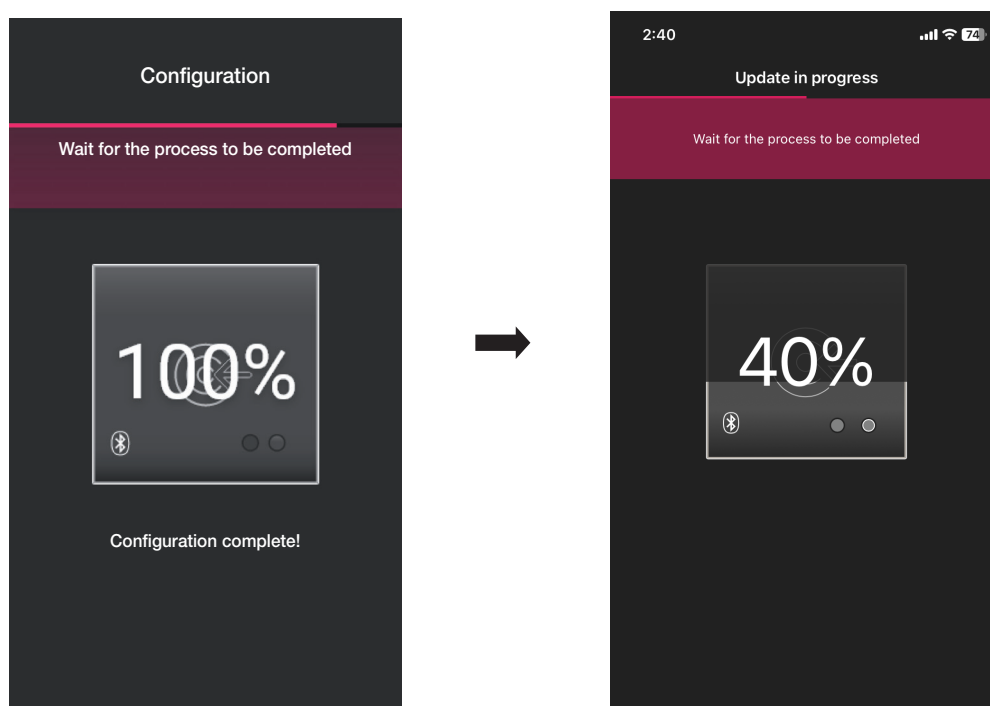 Configuration
Wait for the process to be completed
100%
Configuration complete!
2:40
74
Update in progress
Wait for the process to be completed
40%